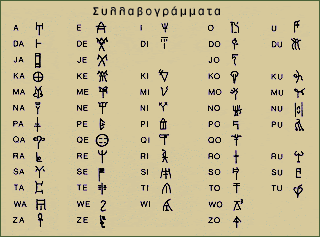 Συλλαβογράμματα
A E I O U
DA DE DI DO DU
JA JE JO
KA KE KI KO KU
MA ME MI MO MU
NA NE NI NO NU
PA PE PI PO PU
QA QE QI QO
RA RE RI RO RU
SA SE SI SO SU
TA TE TI TO TU
WA WE WI WO
ZA ZE ZO